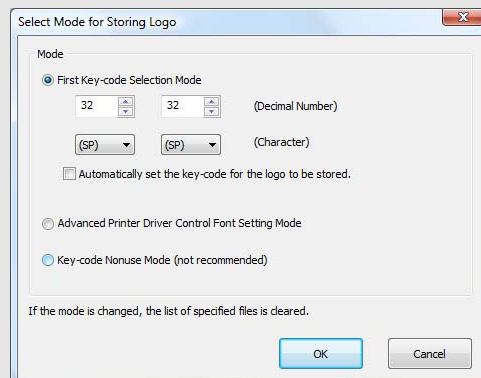 Select Mode for Storing Logo
Mode
First Key-code Selection Mode
32 32 (Decimal Number)
(SP) (SP) (Character)
Automatically set the key-code for the logo to be stored.
Advanced Printer Driver Control Font Setting Mode
Key-code Nonuse Mode (not recommended)
If the mode is changed, the list of specified files is cleared.
OK Cancel